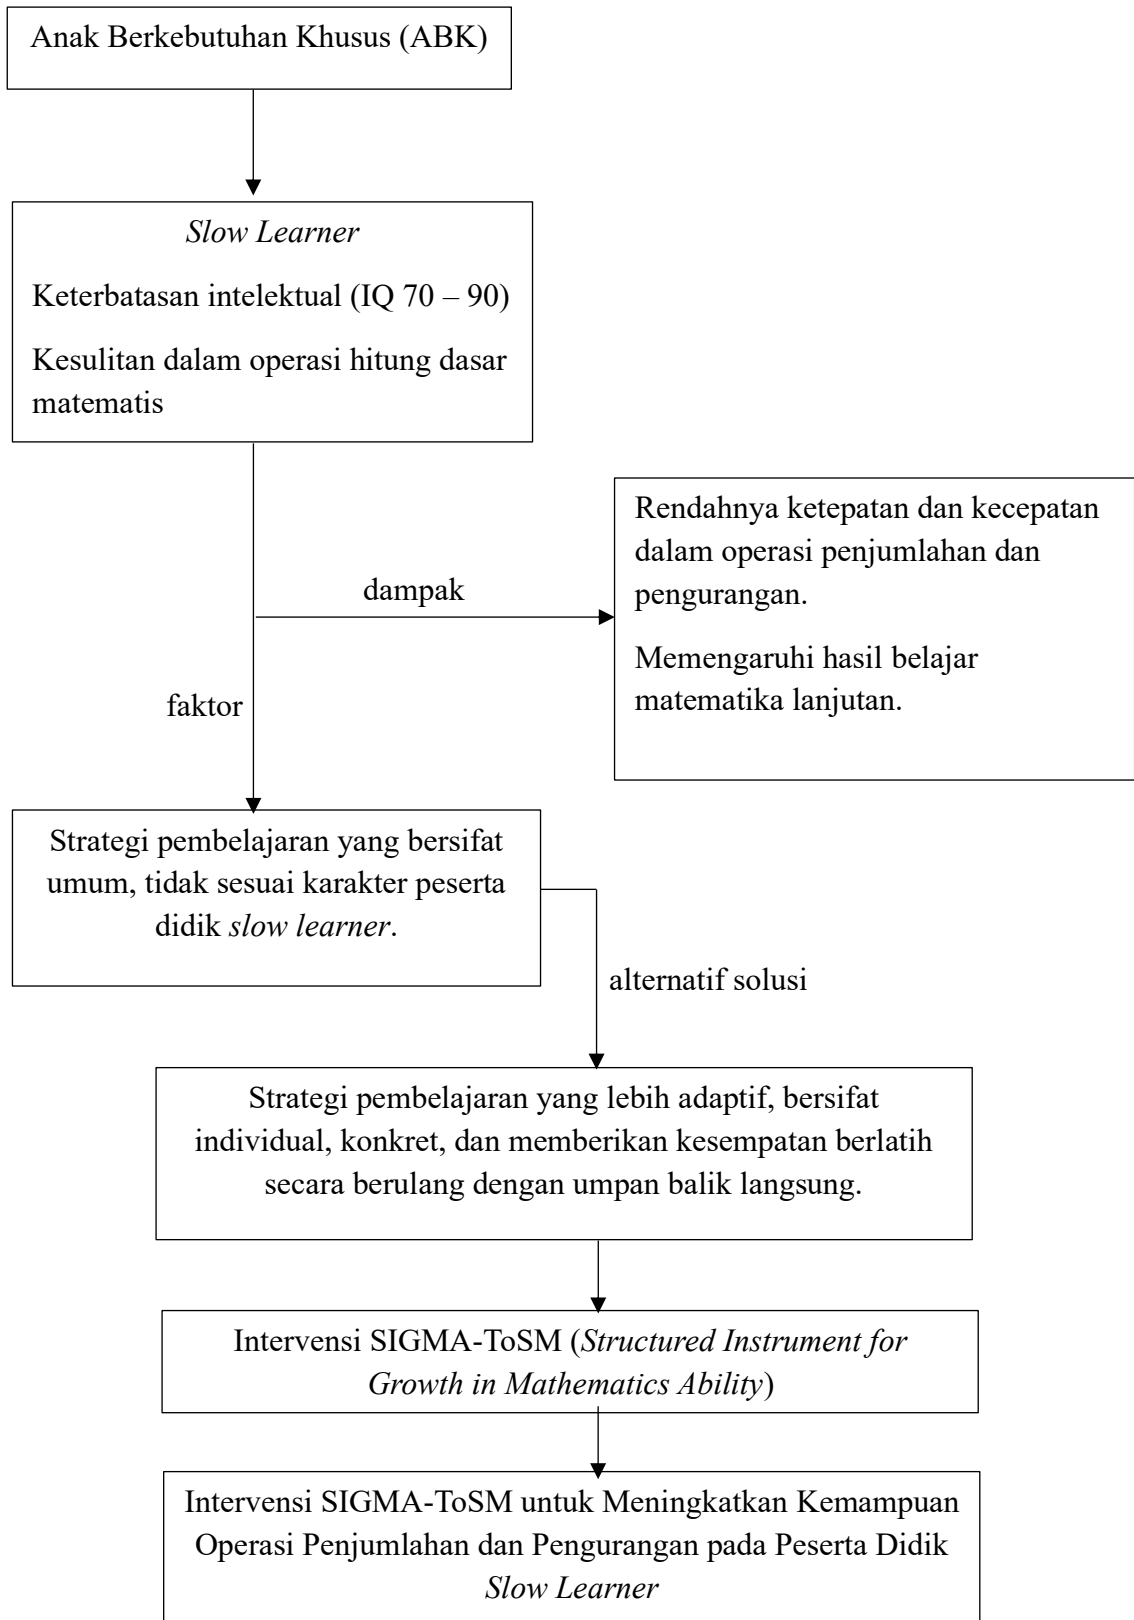 Anak Berkebutuhan Khusus (ABK)
Slow Learner
Keterbatasan intelektual (IQ 70 – 90)
Kesulitan dalam operasi hitung dasar
matematis
dampak
Rendahnya ketepatan dan kecepatan
dalam operasi penjumlahan dan
pengurangan.
Memengaruhi hasil belajar
matematika lanjutan.
faktor
Strategi pembelajaran yang bersifat
umum, tidak sesuai karakter peserta
didik slow learner.
alternatif solusi
Strategi pembelajaran yang lebih adaptif, bersifat
individual, konkret, dan memberikan kesempatan berlatih
secara berulang dengan umpan balik langsung.
Intervensi SIGMA-ToSM (Structured Instrument for
Growth in Mathematics Ability)
Intervensi SIGMA-ToSM untuk Meningkatkan Kemampuan
Operasi Penjumlahan dan Pengurangan pada Peserta Didik
Slow Learner